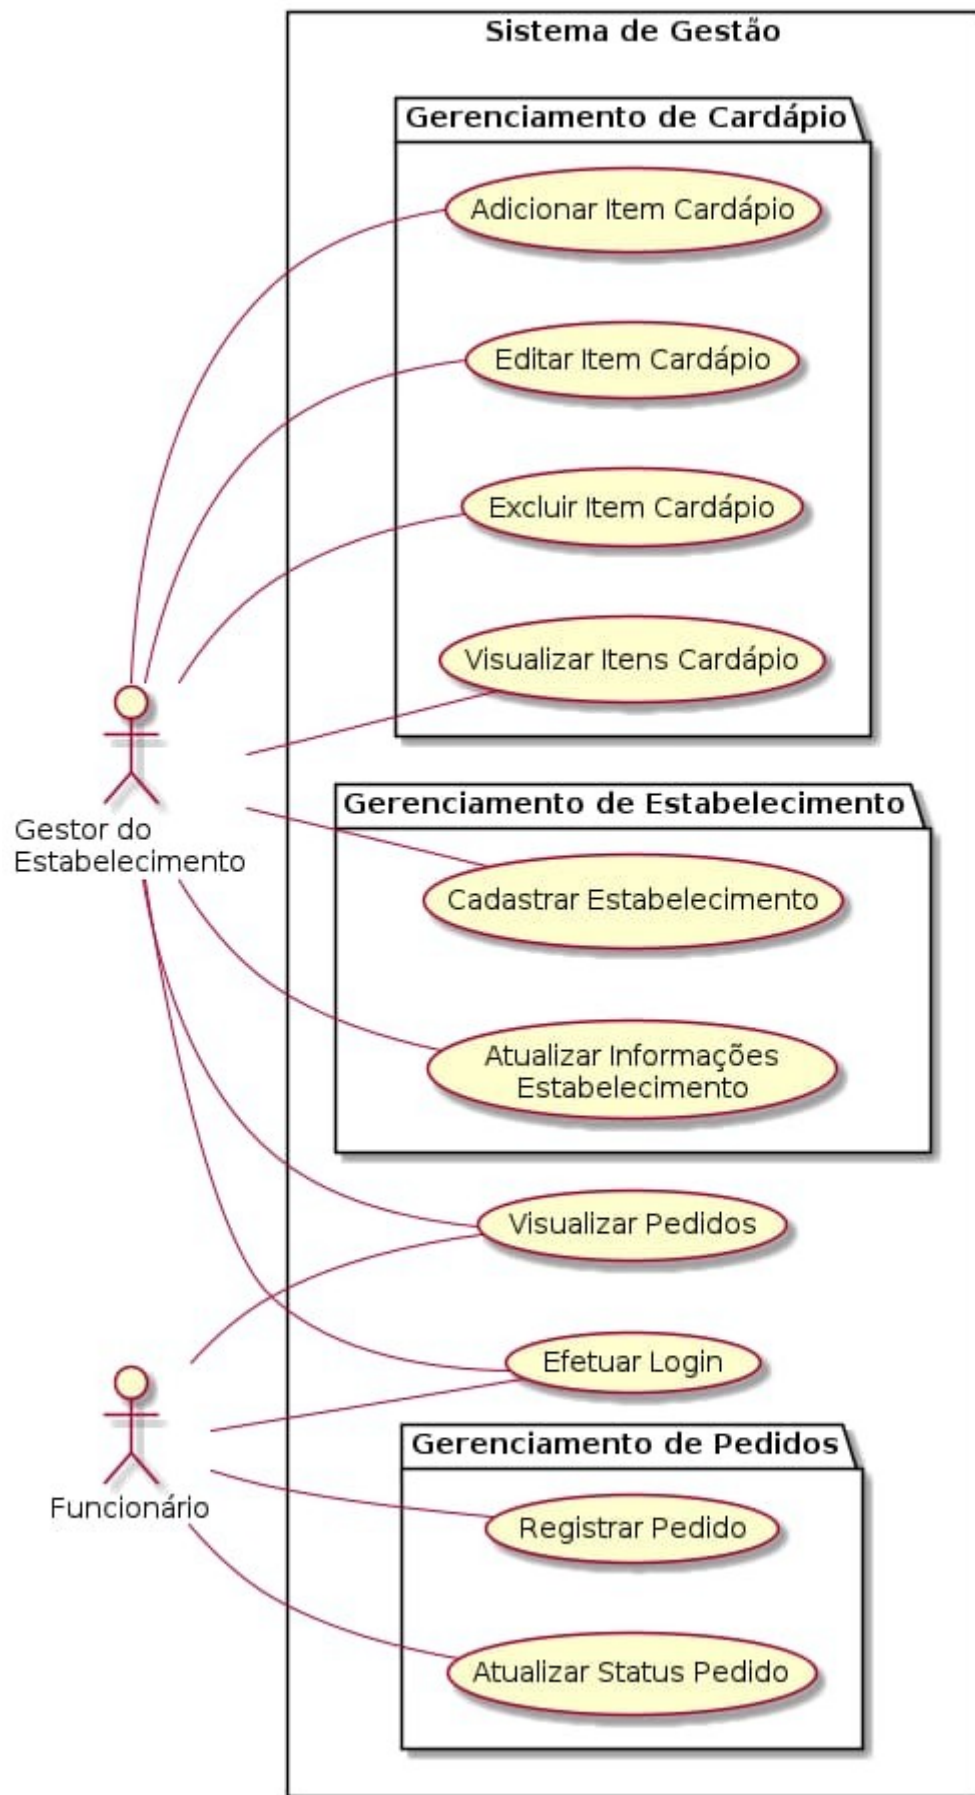 Sistema de Gestão
Gerenciamento de Cardápio
Adicionar Item Cardápio
Editar Item Cardápio
Excluir Item Cardápio
Visualizar Itens Cardápio
Gestor do
Estabelecimento
Gerenciamento de Estabelecimento
Cadastrar Estabelecimento
Atualizar Informações
Estabelecimento
Visualizar Pedidos
Efetuar Login
Funcionário
Gerenciamento de Pedidos
Registrar Pedido
Atualizar Status Pedido